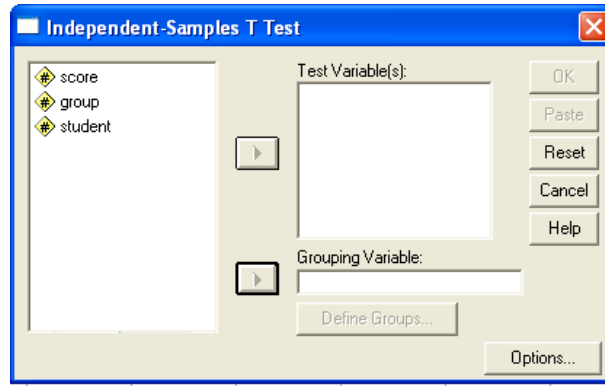 Independent-Samples T Test
score
group
student
Test Variable(s):
Grouping Variable:
Define Groups...
OK
Paste
Reset
Cancel
Help
Options...